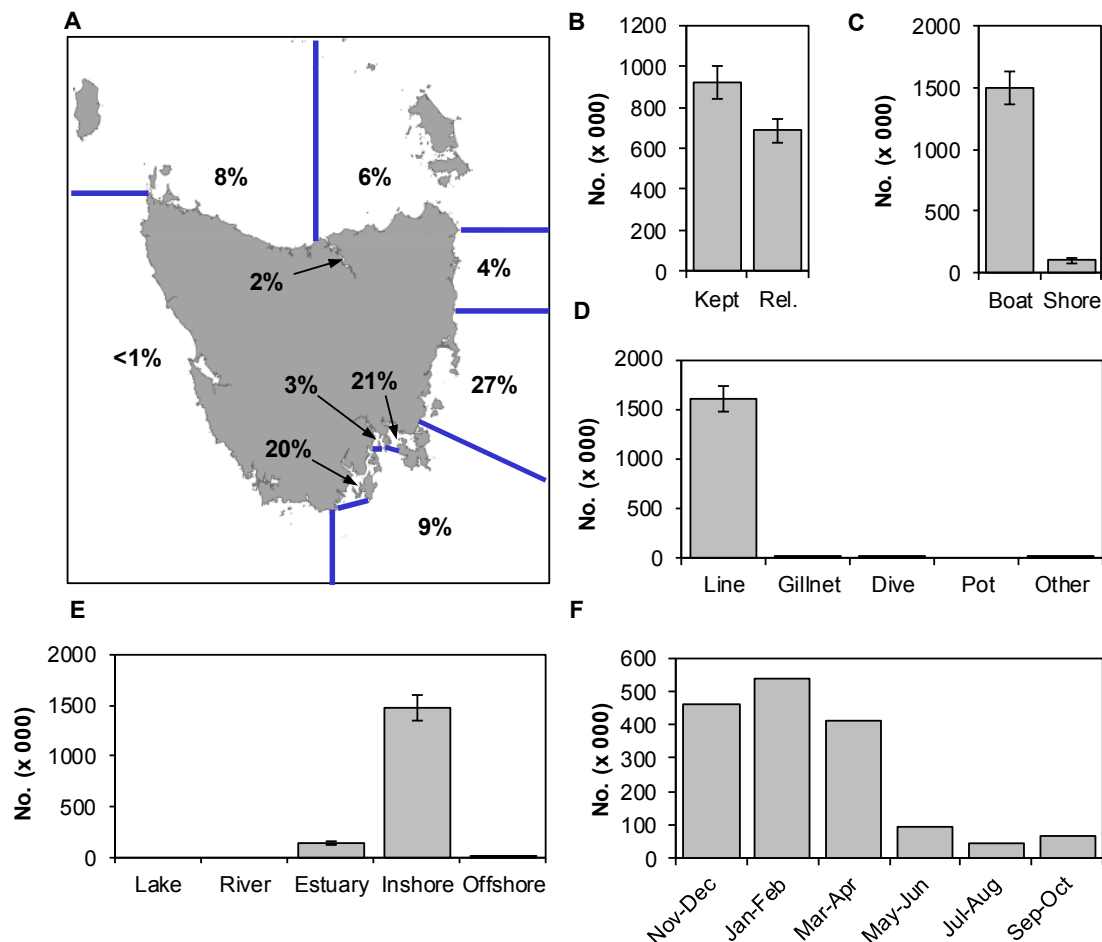 A
8%
6%
2%
4%
<1%
27%
3%
21%
20%
9%
B
No. (x 000)
1200
1000
800
600
400
200
0
Kept Rel.
C
No. (x 000)
2000
1500
1000
500
0
Boat Shore
D
No. (x 000)
2000
1500
1000
500
0
Line Gillnet Dive Pot Other
E
No. (x 000)
2000
1500
1000
500
0
Lake River Estuary Inshore Offshore
F
No. (x 000)
600
500
400
300
200
100
0
Nov-Dec
Jan-Feb
Mar-Apr
May-Jun
Jul-Aug
Sep-Oct